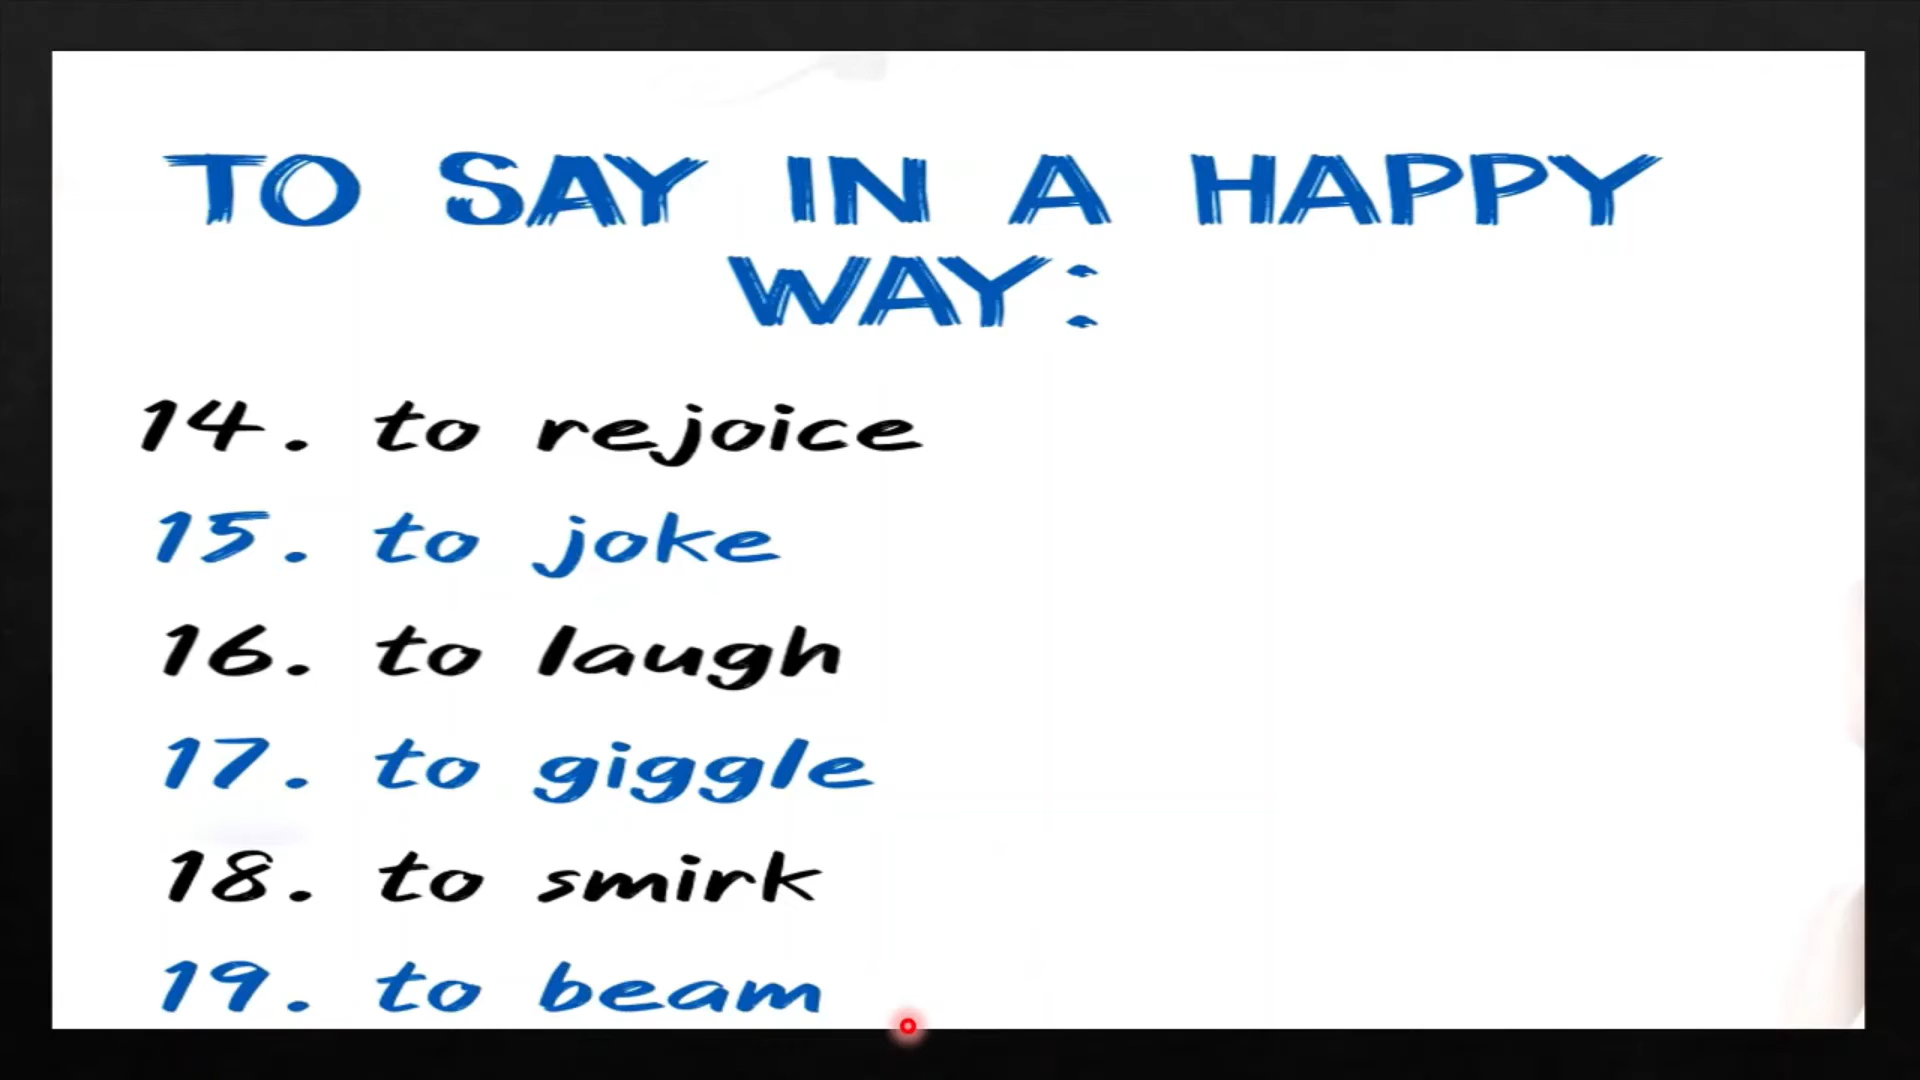 TO SAY IN A HAPPY
WAY:
14. to rejoice
15. to joke
16. to laugh
17. to giggle
18. to smirk
19. to beam